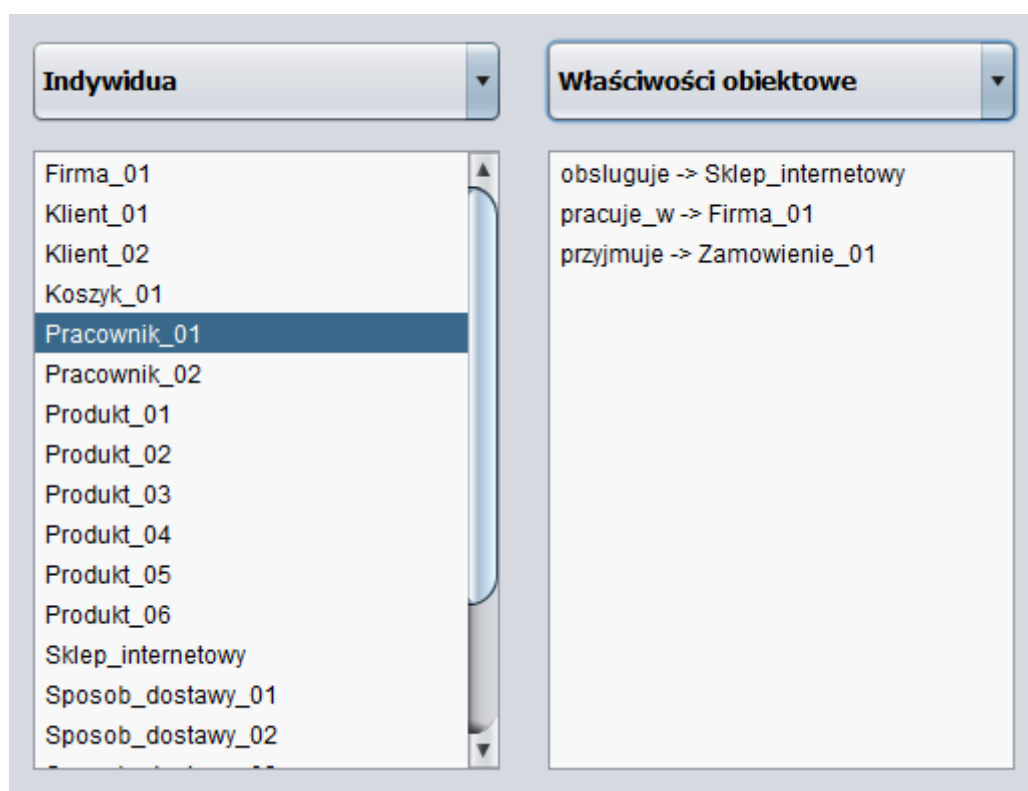 Indywidua
Firma_01
Klient_01
Klient_02
Koszyk_01
Pracownik_01
Pracownik_02
Produkt_01
Produkt_02
Produkt_03
Produkt_04
Produkt_05
Produkt_06
Sklep_internetowy
Sposob_dostawy_01
Sposob_dostawy_02
Właściwości obiektowe
obsluguje -> Sklep_internetowy
pracuje_w -> Firma_01
przyjmuje -> Zamowienie_01